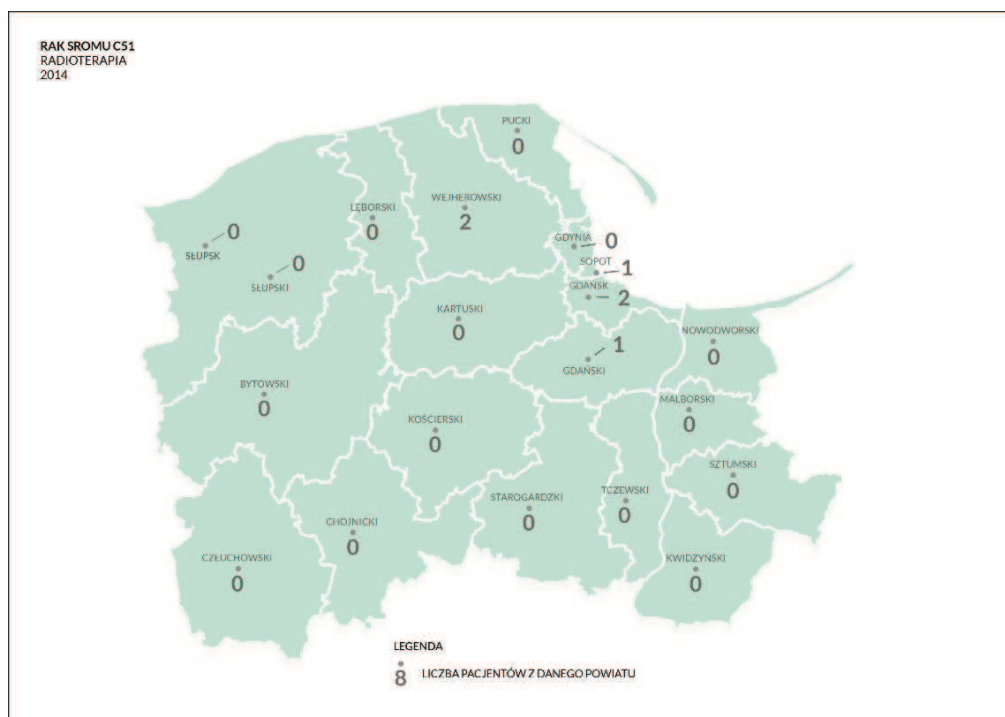 RAK SROMU C51
RADIOTERAPIA
2014
PUCKI
0
WEJHEROWSKI
2
LĘBORSKI
0
SŁUPSK
0
SŁUPSKI
0
GDYNIA
0
SOPOT
1
GDAŃSK
2
KARTUSKI
0
GDAŃSKI
1
NOWODWORSKI
0
BYTOWSKI
0
KOŚCIERSKI
0
MALBORSKI
0
SZTUMSKI
0
TCZEWSKI
0
STAROGARDZKI
0
CHOJNICKI
0
CZŁUCHOWSKI
0
KWIDZYŃSKI
0
LEGENDA
8 LICZBA PACJENTÓW Z DANEGO POWIATU